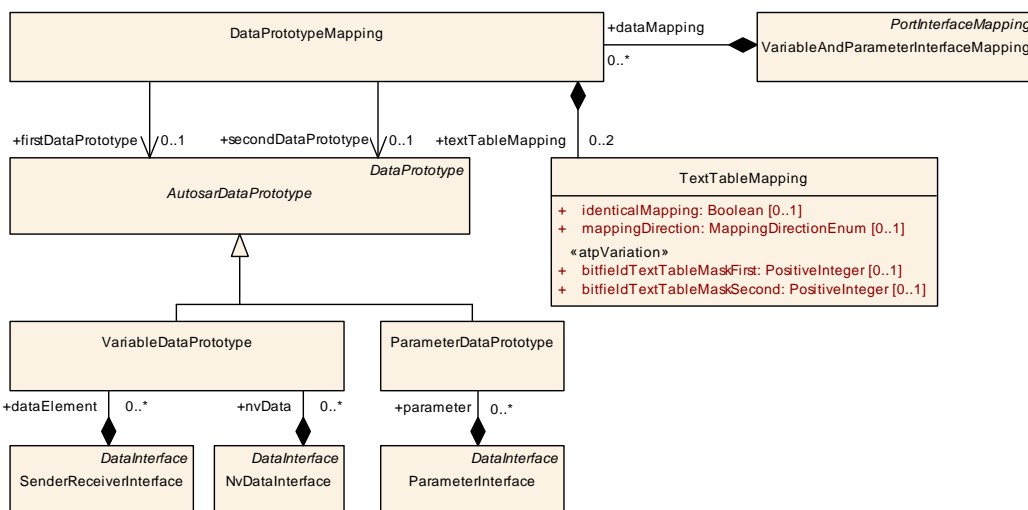 DataPrototypeMapping
+dataMapping
0..*
PortInterfaceMapping
VariableAndParameterInterfaceMapping
+firstDataPrototype
0..1
+secondDataPrototype
0..1
+textTableMapping
0..2
DataPrototype
AutosarDataPrototype
TextTableMapping
+ identicalMapping: Boolean [0..1]
+ mappingDirection: MappingDirectionEnum [0..1]
«atpVariation»
+ bitfieldTextTableMaskFirst: PositiveInteger [0..1]
+ bitfieldTextTableMaskSecond: PositiveInteger [0..1]
VariableDataPrototype
ParameterDataPrototype
+dataElement
0..*
+nvData
0..*
+parameter
0..*
DataInterface
SenderReceiverInterface
DataInterface
NvDataInterface
DataInterface
ParameterInterface